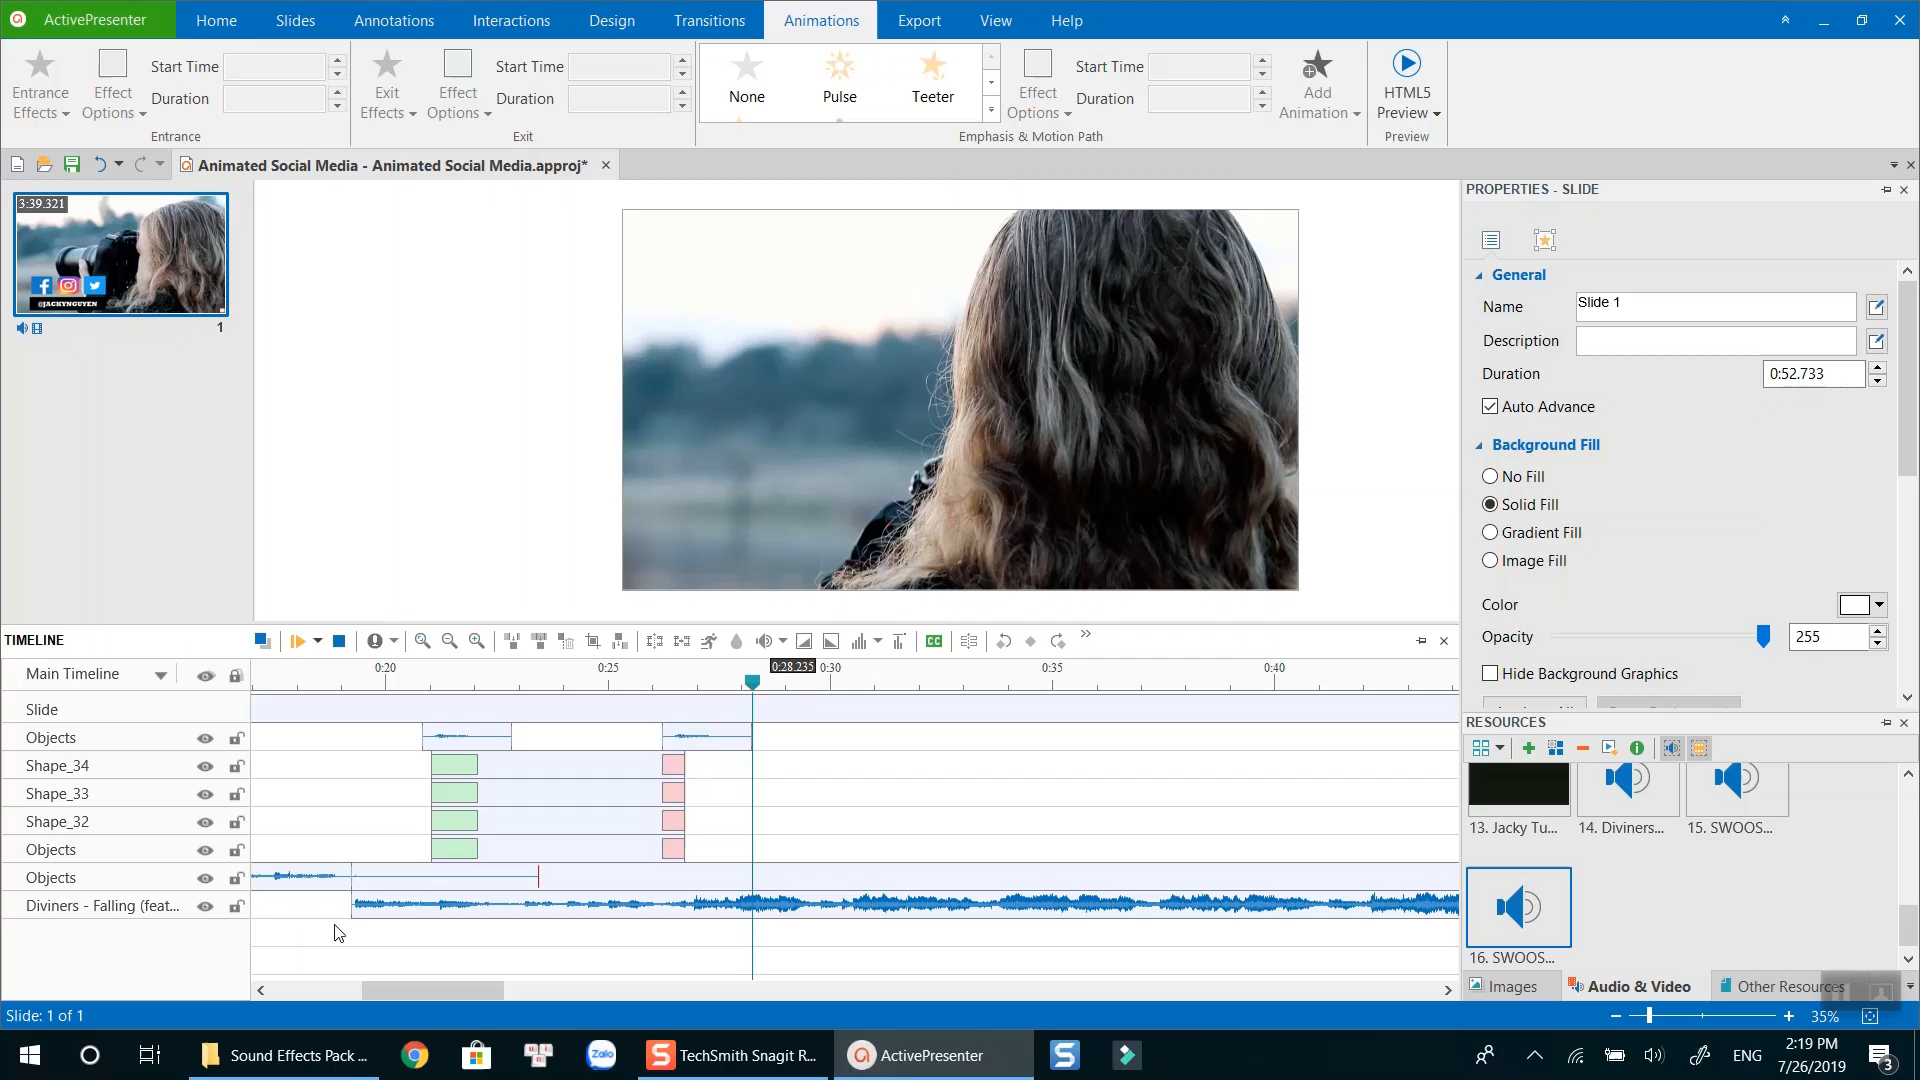 ActivePresenter
Home
Slides
Annotations
Interactions
Design
Transitions
Animations
Export
View
Help
Entrance Effects
Effect Options
Start Time
Duration
Entrance
Exit Effects
Effect Options
Start Time
Duration
Exit
None
Pulse
Teeter
Effect Options
Start Time
Duration
Add Animation
Emphasis & Motion Path
HTML5 Preview
Preview
Animated Social Media - Animated Social Media.approj*
3:39.321
@JACKYNGUYEN
1
PROPERTIES - SLIDE
General
Name
Slide 1
Description
Duration
0:52.733
Auto Advance
Background Fill
No Fill
Solid Fill
Gradient Fill
Image Fill
Color
Opacity
255
Hide Background Graphics
TIMELINE
CC
Main Timeline
0:20
0:25
0:28.235
0:30
0:35
0:40
Slide
Objects
Shape_34
Shape_33
Shape_32
Objects
Objects
Diviners - Falling (feat...
RESOURCES
13. Jacky Tu...
14. Diviners...
15. SWOOS...
16. SWOOS...
Images
Audio & Video
Other Resources
Slide: 1 of 1
35%
Sound Effects Pack ...
Zalo
TechSmith Snagit R...
ActivePresenter
ENG
2:19 PM
7/26/2019
3